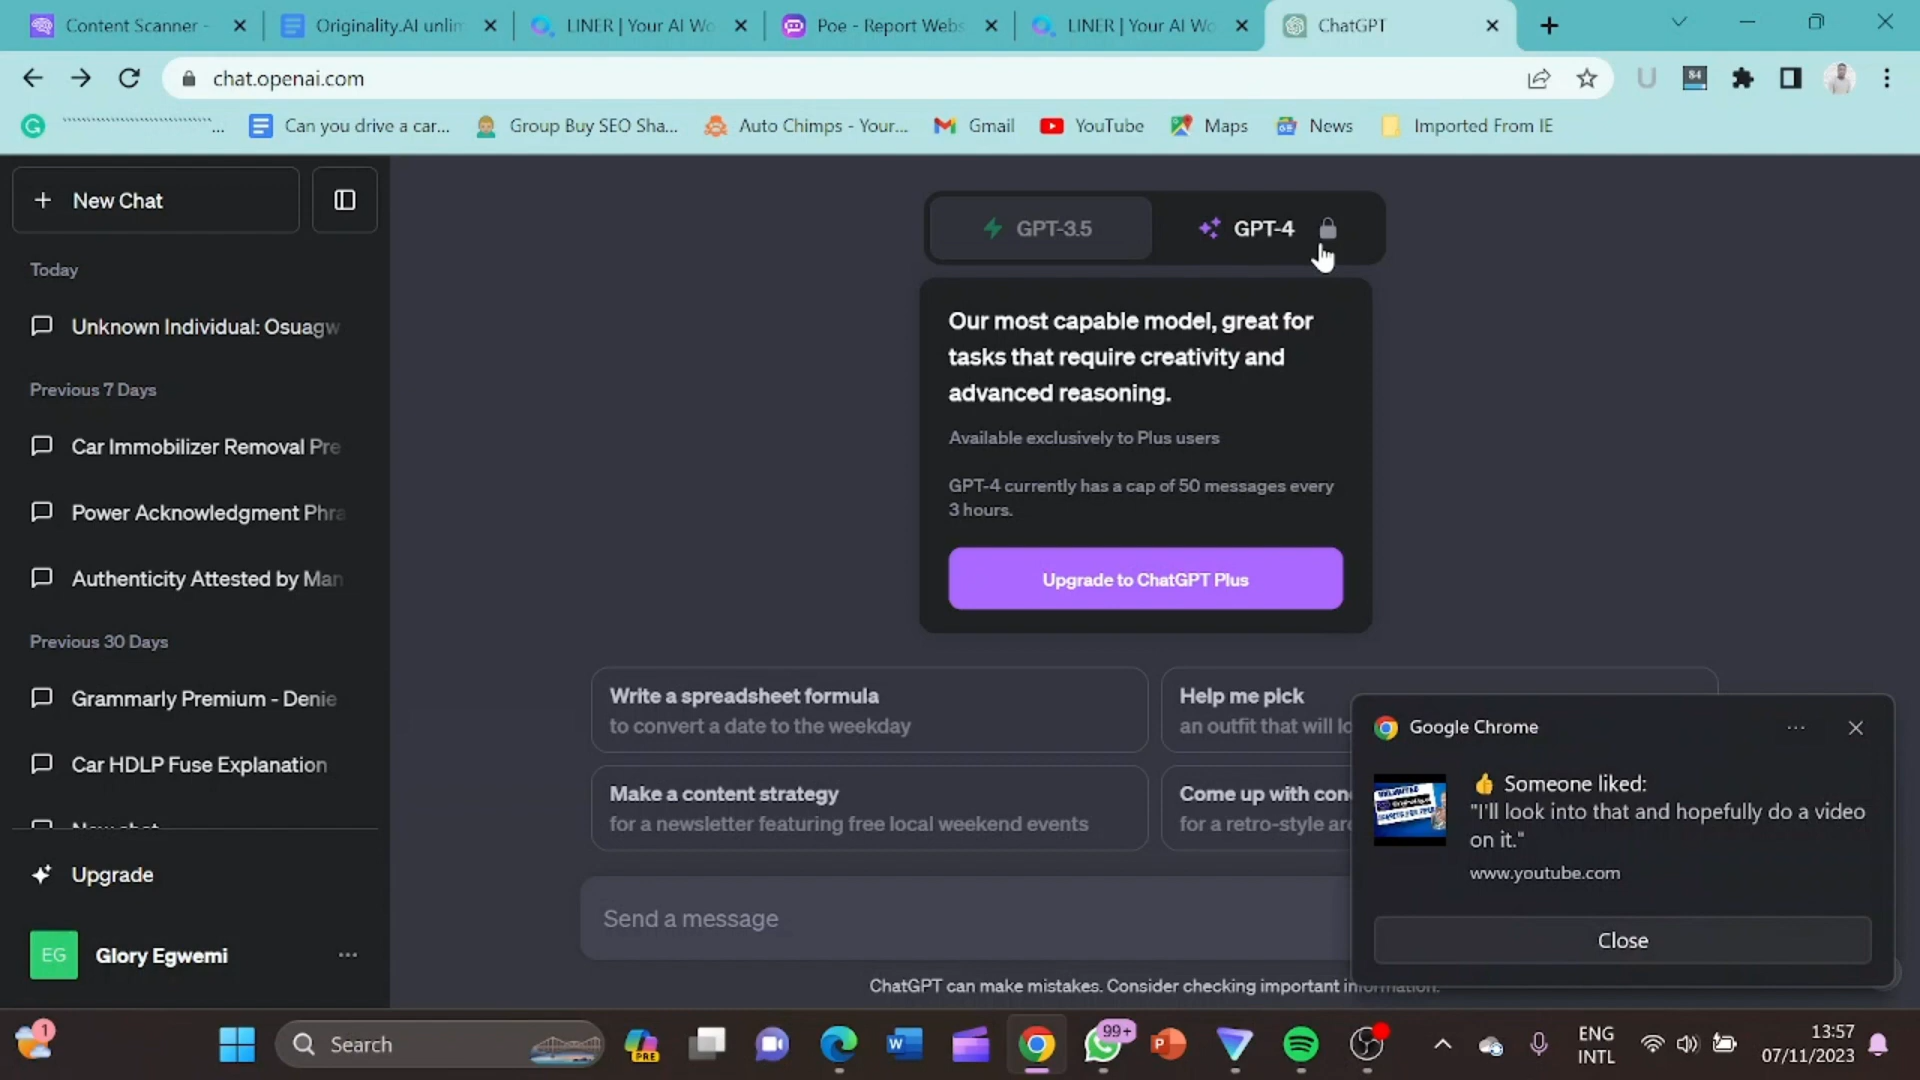 Content Scanner -
Originality.AI unlim
LINER | Your AI Wo
Poe - Report Webs
LINER | Your AI Wo
ChatGPT
chat.openai.com
84
...
Can you drive a car...
Group Buy SEO Sha...
Auto Chimps - Your...
Gmail
YouTube
Maps
News
Imported From IE
New Chat
Today
Unknown Individual: Osuagw
Previous 7 Days
Car Immobilizer Removal Pre
Power Acknowledgment Phra
Authenticity Attested by Man
Previous 30 Days
Grammarly Premium - Denie
Car HDLP Fuse Explanation
Upgrade
EG
Glory Egwemi
GPT-3.5
GPT-4
Our most capable model, great for
tasks that require creativity and
advanced reasoning.
Available exclusively to Plus users
GPT-4 currently has a cap of 50 messages every
3 hours.
Upgrade to ChatGPT Plus
Write a spreadsheet formula
to convert a date to the weekday
Help me pick
an outfit that will lo
Make a content strategy
for a newsletter featuring free local weekend events
Come up with con
for a retro-style ar
Send a message
ChatGPT can make mistakes. Consider checking important information.
Google Chrome
👍 Someone liked:
"I'll look into that and hopefully do a video
on it."
www.youtube.com
Close
1
Search
PRE
99+
ENG
INTL
13:57
07/11/2023